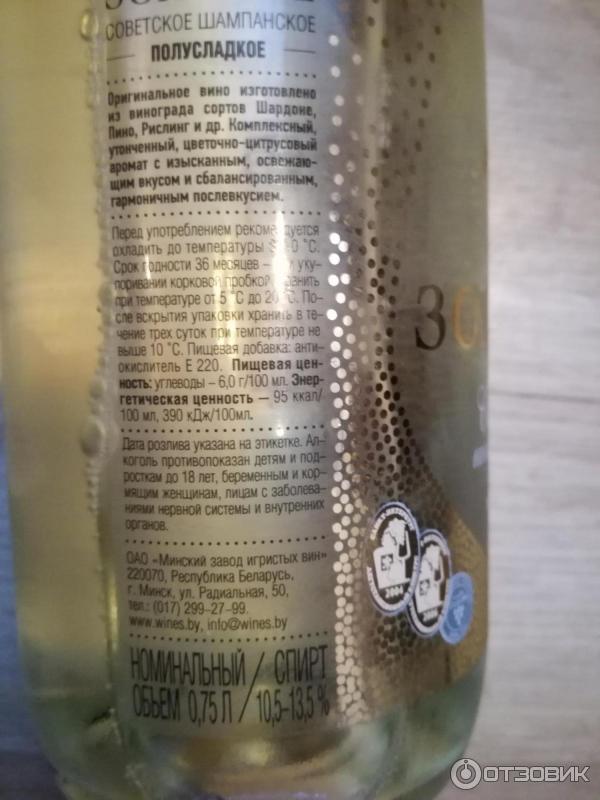 СОВЕТСКОЕ ШАМПАНСКОЕ
ПОЛУСЛАДКОЕ
Оригинальное вино изготовлено
из винограда сортов Шардоне,
Пино, Рислинг и др. Комплексный,
утонченный, цветочно-цитрусовый
аромат с изысканным, освежаю-
щим вкусом и сбалансированным,
гармоничным послевкусием.
Перед употреблением рекомендуется
охладить до температуры °С.
Срок годности 36 месяцев – уку-
поривании корковой пробкой хранить
при температуре от 5 °С до 20 °С. По-
сле вскрытия упаковки хранить в те-
чение трех суток при температуре не
выше 10 °С. Пищевая добавка: анти-
окислитель Е 220. Пищевая цен-
ность: углеводы – 6,0 г/100 мл. Энер-
гетическая ценность – 95 ккал/
100 мл, 390 кДж/100мл.
Дата розлива указана на этикетке. Ал-
коголь противопоказан детям и под-
росткам до 18 лет, беременным и кор-
мящим женщинам, лицам с заболева-
ниями нервной системы и внутренних
органов.
ОАО «Минский завод игристых вин»
220070, Республика Беларусь,
г. Минск, ул. Радиальная, 50,
тел.: (017) 299-27-99.
www.wines.by, info@wines.by
НОМИНАЛЬНЫЙ / СПИРТ
ОБЪЕМ 0,75 Л / 10,5-13,5 %
ЗО
2004
ОТЗОВИК